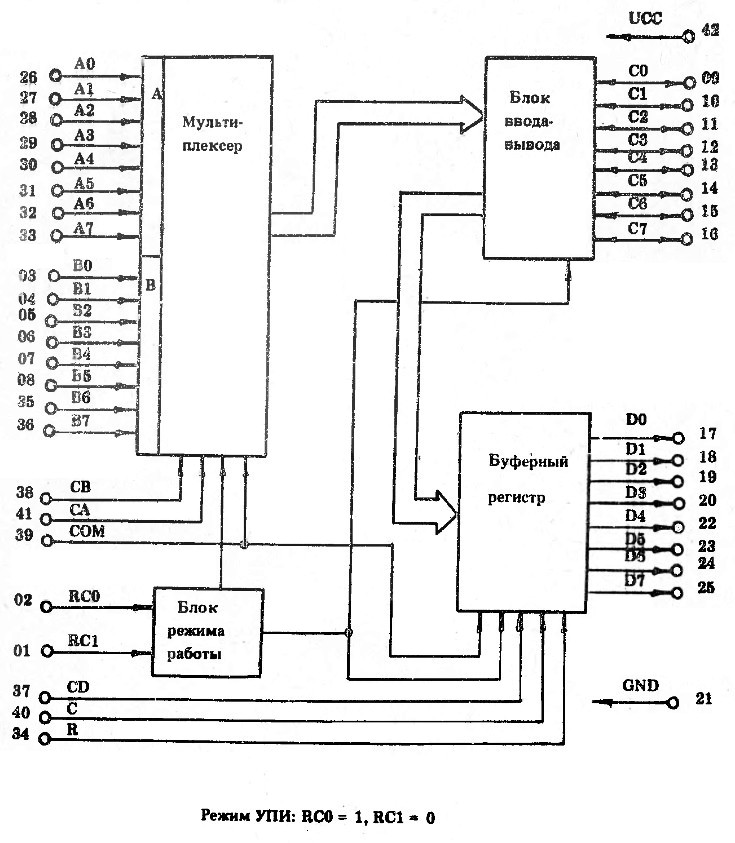 UCC 42
26 A0
27 A1
28 A2
29 A3
30 A4
31 A5
32 A6
33 A7
A
Мульти-
плексер
Блок
ввода-
вывода
C0 09
C1 10
C2 11
C3 12
C4 13
C5 14
C6 15
C7 16
03 B0
04 B1
05 B2
06 B3
07 B4
08 B5
35 B6
36 B7
B
38 CB
41 CA
39 COM
Буферный
регистр
D0 17
D1 18
D2 19
D3 20
D4 22
D5 23
D6 24
D7 25
02 RC0
01 RC1
Блок
режима
работы
37 CD
40 C
34 R
GND 21
Режим УПИ: RC0 = 1, RC1 = 0